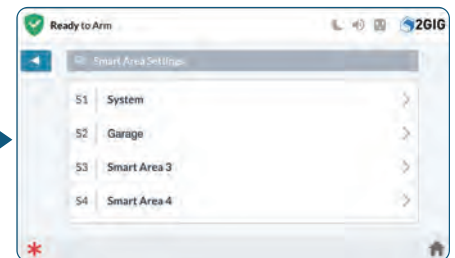 Ready to Arm
2GIG
Smart Area Settings
S1 System
S2 Garage
S3 Smart Area 3
S4 Smart Area 4